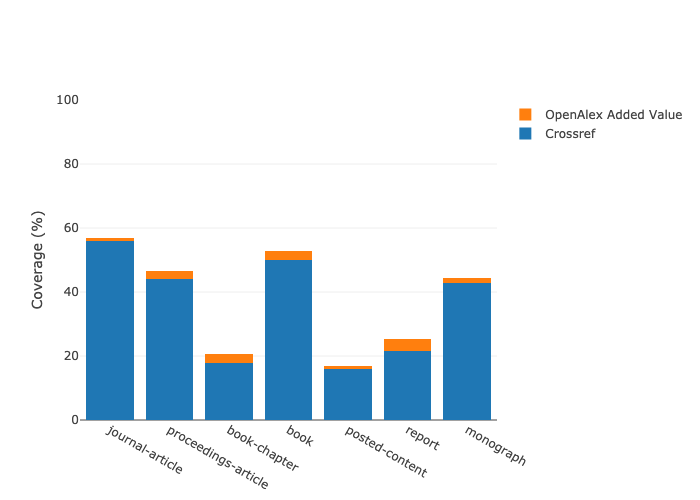 100
80
60
40
20
0
Coverage (%)
journal-article
proceedings-article
book-chapter
book
posted-content
report
monograph
OpenAlex Added Value
Crossref